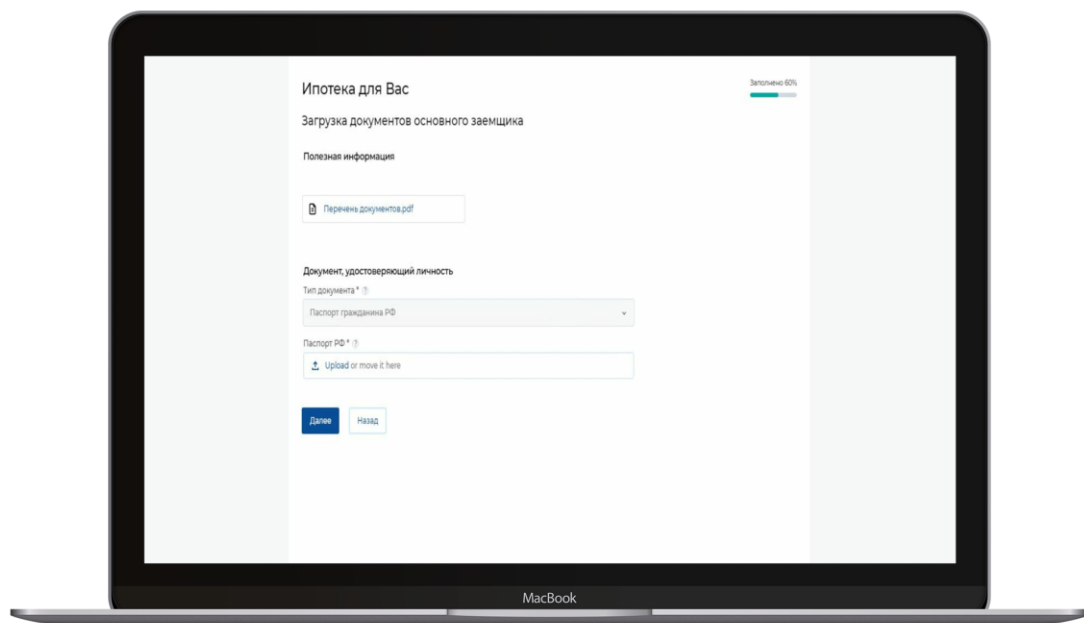 Ипотека для Вас
Заполнено 60%
Загрузка документов основного заемщика
Полезная информация
Перечень документов.pdf
Документ, удостоверяющий личность
Тип документа * ?
Паспорт гражданина РФ
Паспорт РФ * ?
Upload or move it here
Далее
Назад
MacBook